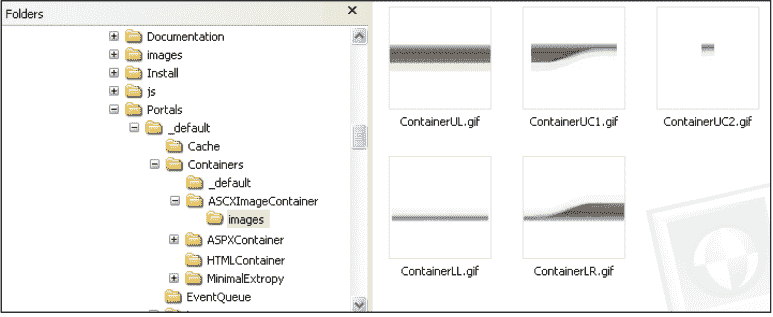 Folders
Documentation
images
Install
js
Portals
_default
Cache
Containers
_default
ASCXImageContainer
images
ASPXContainer
HTMLContainer
MinimalExtropy
EventQueue
ContainerUL.gif
ContainerUC1.gif
ContainerUC2.gif
ContainerLL.gif
ContainerLR.gif